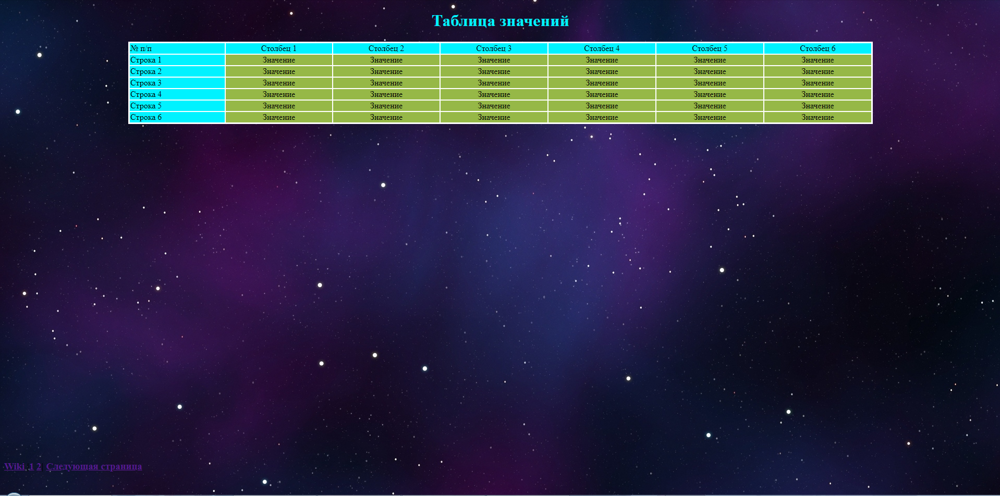 Таблица значений
№ п/п Столбец 1 Столбец 2 Столбец 3 Столбец 4 Столбец 5 Столбец 6
Строка 1 Значение Значение Значение Значение Значение Значение
Строка 2 Значение Значение Значение Значение Значение Значение
Строка 3 Значение Значение Значение Значение Значение Значение
Строка 4 Значение Значение Значение Значение Значение Значение
Строка 5 Значение Значение Значение Значение Значение Значение
Строка 6 Значение Значение Значение Значение Значение Значение
Wiki 1 2 Следующая страница